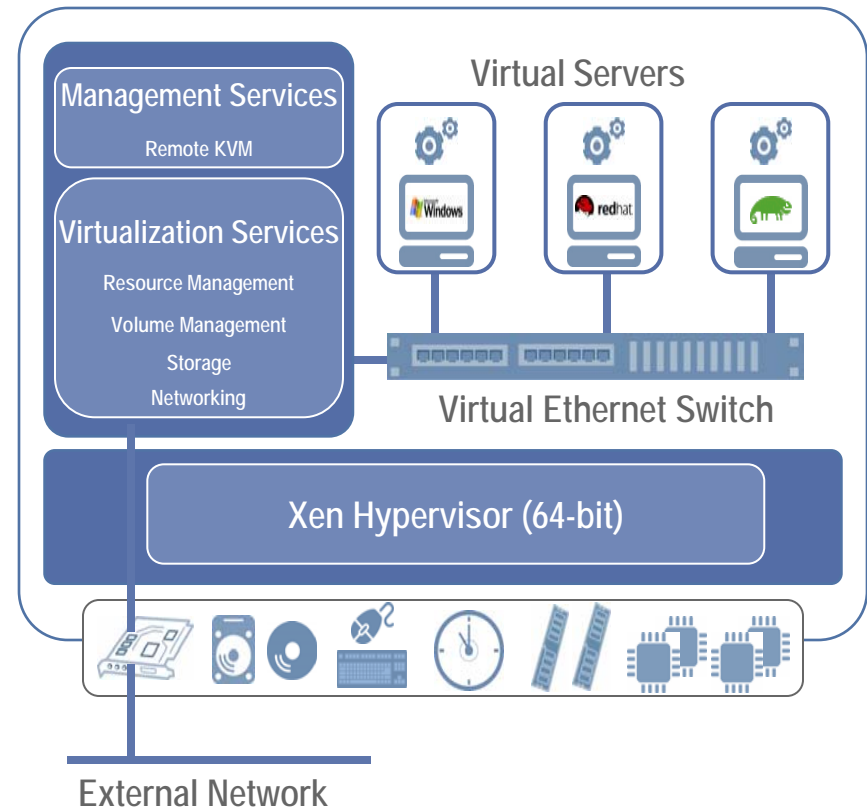 Management Services
Remote KVM
Virtualization Services
Resource Management
Volume Management
Storage
Networking
Virtual Servers
Windows
redhat
Virtual Ethernet Switch
Xen Hypervisor (64-bit)
External Network